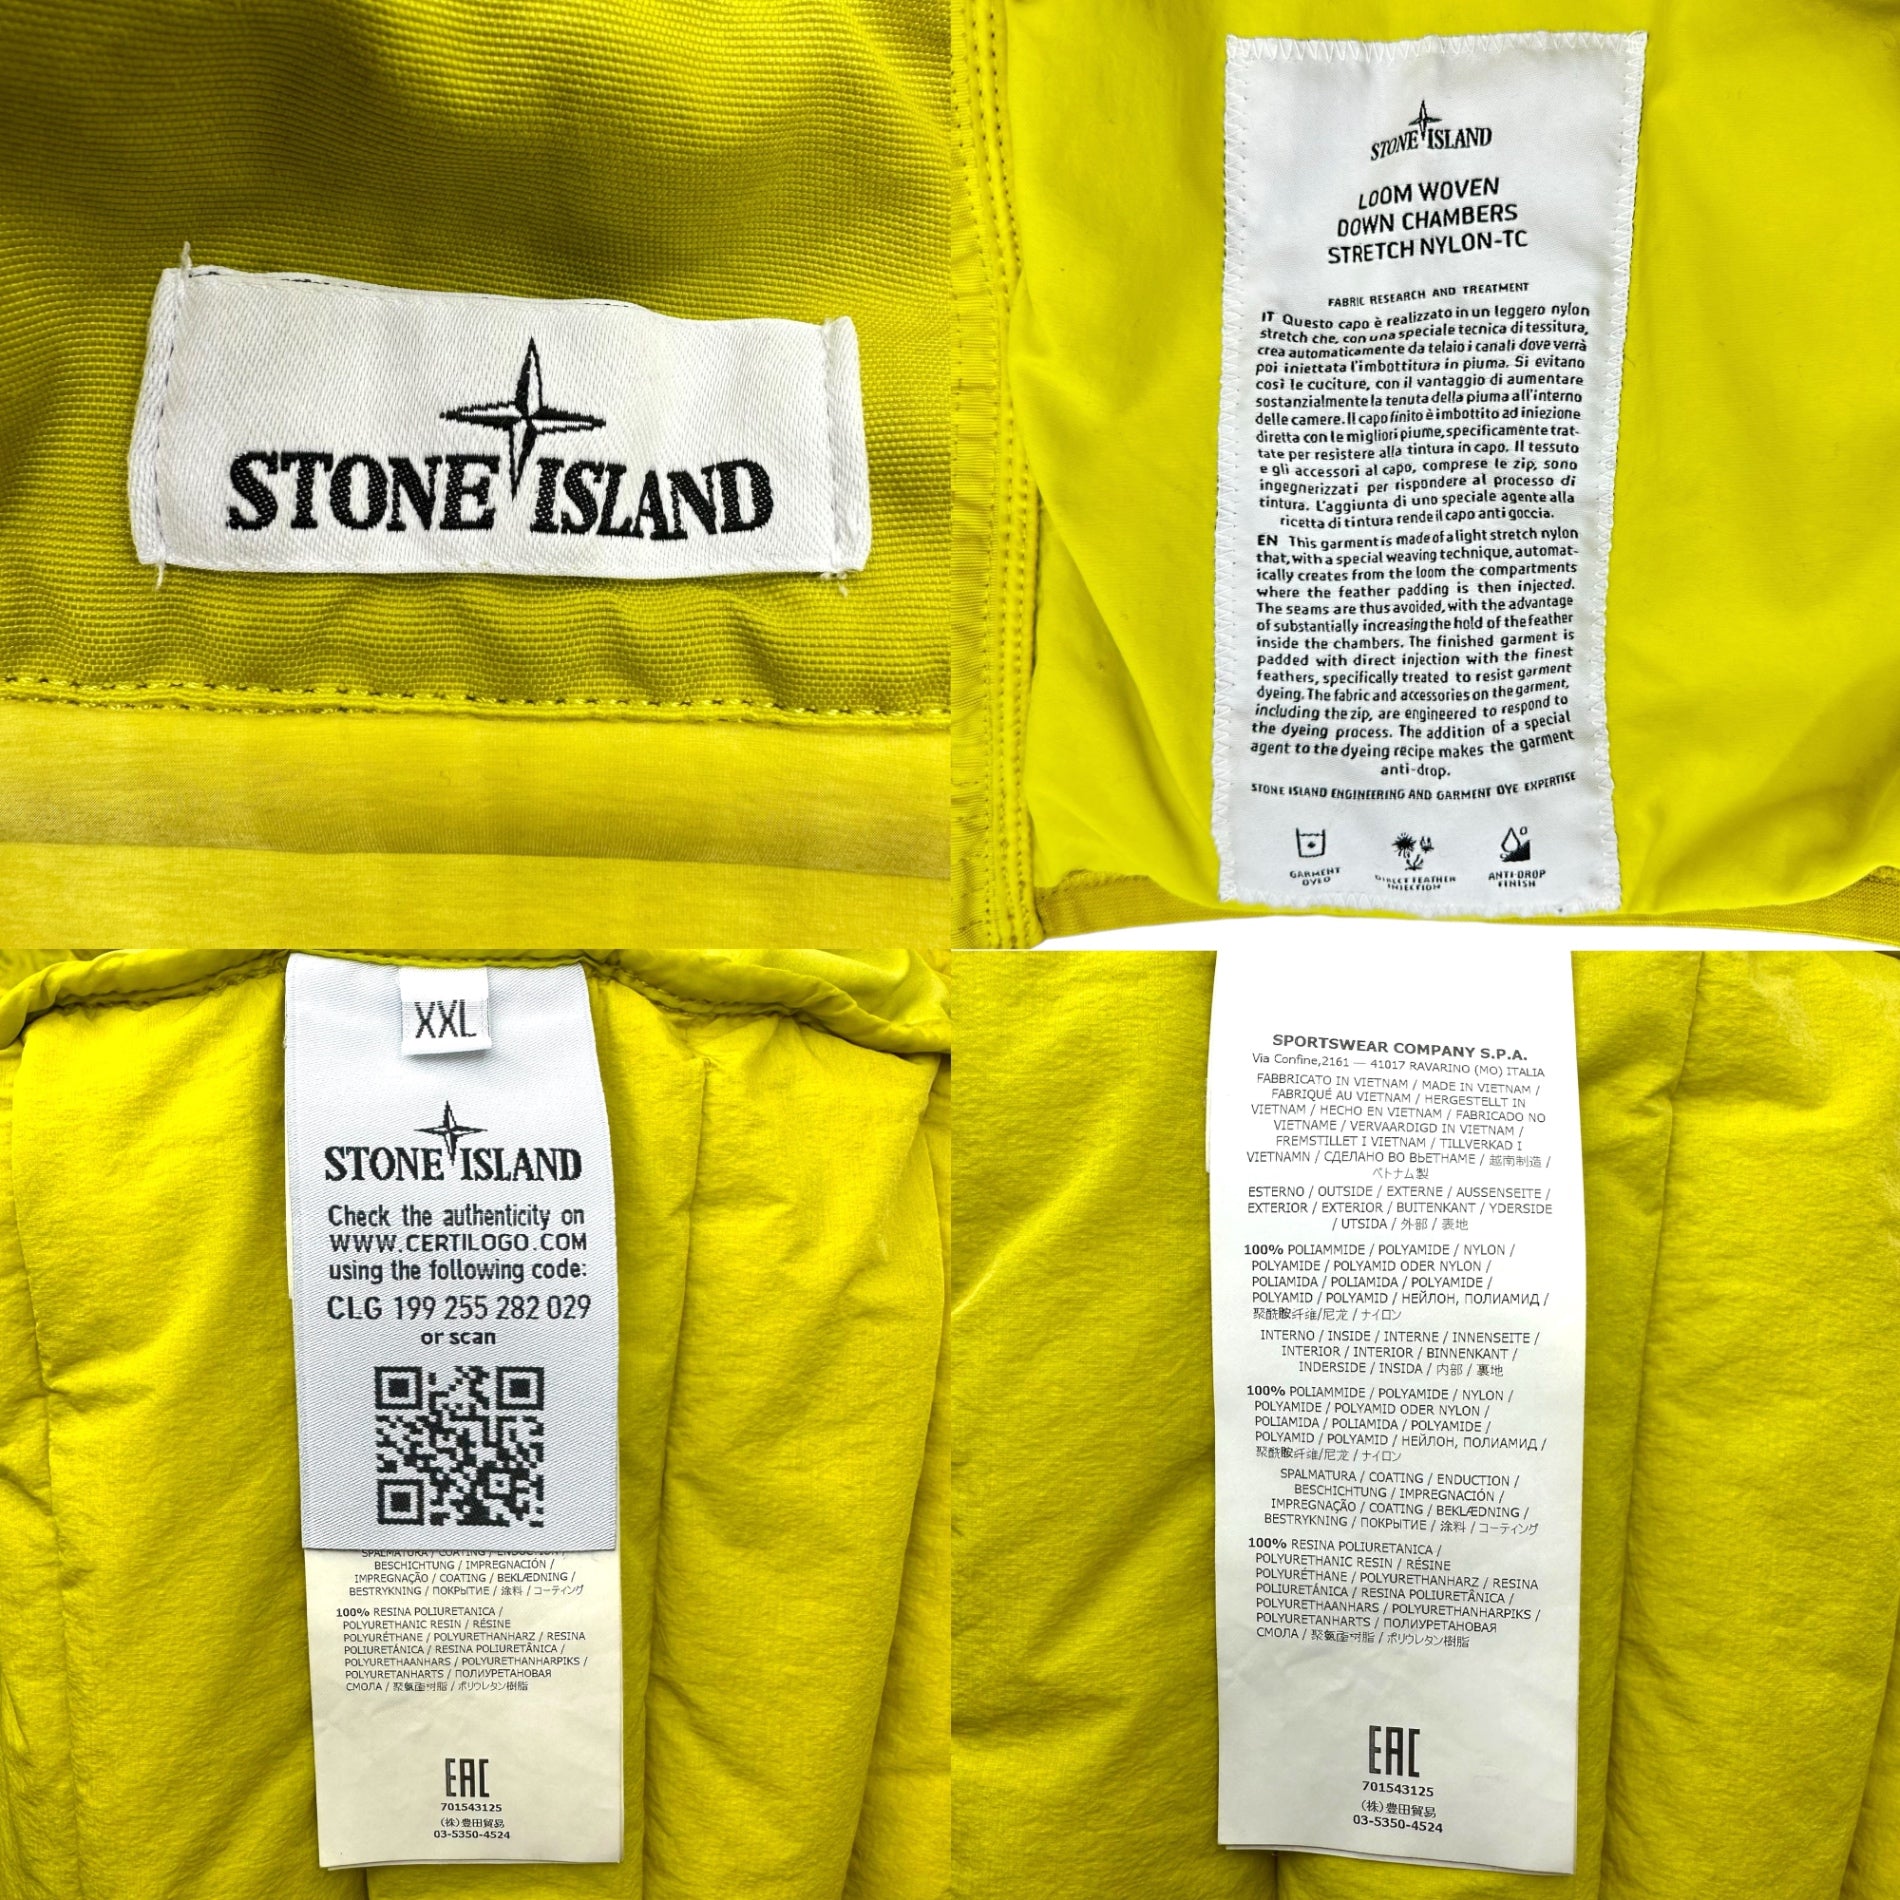 STONE ISLAND
STONE ISLAND
LOOM WOVEN
DOWN CHAMBERS
STRETCH NYLON-TC
FABRIC RESEARCH AND TREATMENT
IT Questo capo è realizzato in un leggero nylon
stretch che, con una speciale tecnica di tessitura,
crea automaticamente da telaio i canali dove verrà
poi iniettata l'imbottitura in piuma. Si evitano
così le cuciture, con il vantaggio di aumentare
sostanzialmente la tenuta della piuma all'interno
delle camere. Il capo finito è imbottito ad iniezione
diretta con le migliori piume, specificamente trat-
tate per resistere alla tintura in capo. Il tessuto
e gli accessori al capo, comprese le zip, sono
ingegnerizzati per rispondere al processo di
tintura. L'aggiunta di uno speciale agente alla
ricetta di tintura rende il capo anti goccia.
EN This garment is made of a light stretch nylon
that, with a special weaving technique, automat-
ically creates from the loom the compartments
where the feather padding is then injected.
The seams are thus avoided, with the advantage
of substantially increasing the hold of the feather
inside the chambers. The finished garment is
padded with direct injection with the finest
feathers, specifically treated to resist garment
dyeing. The fabric and accessories on the garment,
including the zip, are engineered to respond to
the dyeing process. The addition of a special
agent to the dyeing recipe makes the garment
anti-drop.
STONE ISLAND ENGINEERING AND GARMENT DYE EXPERTISE
GARMENT
DYED
DIRECT FEATHER
INJECTION
ANTI-DROP
FINISH
XXL
STONE ISLAND
Check the authenticity on
WWW.CERTILOGO.COM
using the following code:
CLG 199 255 282 029
or scan
SPALMATURA / COATING / ENDUCTION /
BESCHICHTUNG / IMPREGNACIÓN /
IMPREGNAÇÃO / COATING / BEKLÆDNING /
BESTRYKNING / ПОКРЫТИЕ / 涂料 / コーティング
100% RESINA POLIURETANICA /
POLYURETHANIC RESIN / RÉSINE
POLYURÉTHANE / POLYURETHANHARZ / RESINA
POLIURETÁNICA / RESINA POLIURETÂNICA /
POLYURETHAANHARS / POLYURETHANHARPIKS /
POLYURETANHARTS / ПОЛИУРЕТАНОВАЯ
СМОЛА / 聚氨酯树脂 / ポリウレタン樹脂
EAC
701543125
(株)豊田貿易
03-5350-4524
SPORTSWEAR COMPANY S.P.A.
Via Confine,2161 — 41017 RAVARINO (MO) ITALIA
FABBRICATO IN VIETNAM / MADE IN VIETNAM /
FABRIQUÉ AU VIETNAM / HERGESTELLT IN
VIETNAM / HECHO EN VIETNAM / FABRICADO NO
VIETNAME / VERVAARDIGD IN VIETNAM /
FREMSTILLET I VIETNAM / TILLVERKAD I
VIETNAMN / СДЕЛАНО ВО ВЬЕТНАМЕ / 越南制造 /
ベトナム製
ESTERNO / OUTSIDE / EXTERNE / AUSSENSEITE /
EXTERIOR / EXTERIOR / BUITENKANT / YDERSIDE
/ UTSIDA / 外部 / 表地
100% POLIAMMIDE / POLYAMIDE / NYLON /
POLYAMIDE / POLYAMID ODER NYLON /
POLIAMIDA / POLIAMIDA / POLYAMIDE /
POLYAMID / POLYAMID / НЕЙЛОН, ПОЛИАМИД /
聚酰胺纤维/尼龙 / ナイロン
INTERNO / INSIDE / INTERNE / INNENSEITE /
INTERIOR / INTERIOR / BINNENKANT /
INDERSIDE / INSIDA / 内部 / 裏地
100% POLIAMMIDE / POLYAMIDE / NYLON /
POLYAMIDE / POLYAMID ODER NYLON /
POLIAMIDA / POLIAMIDA / POLYAMIDE /
POLYAMID / POLYAMID / НЕЙЛОН, ПОЛИАМИД /
聚酰胺纤维/尼龙 / ナイロン
SPALMATURA / COATING / ENDUCTION /
BESCHICHTUNG / IMPREGNACIÓN /
IMPREGNAÇÃO / COATING / BEKLÆDNING /
BESTRYKNING / ПОКРЫТИЕ / 涂料 / コーティング
100% RESINA POLIURETANICA /
POLYURETHANIC RESIN / RÉSINE
POLYURÉTHANE / POLYURETHANHARZ / RESINA
POLIURETÁNICA / RESINA POLIURETÂNICA /
POLYURETHAANHARS / POLYURETHANHARPIKS /
POLYURETANHARTS / ПОЛИУРЕТАНОВАЯ
СМОЛА / 聚氨酯树脂 / ポリウレタン樹脂
EAC
701543125
(株)豊田貿易
03-5350-4524